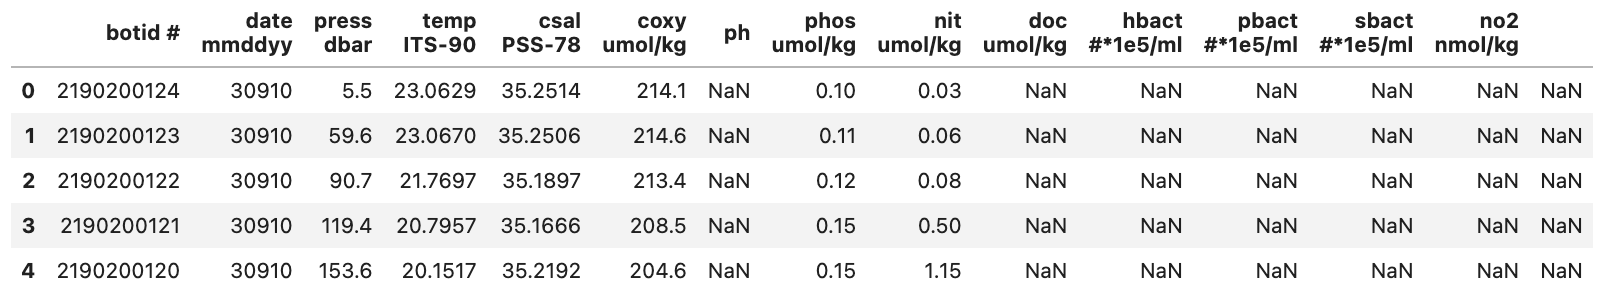 botid # date mmddyy press dbar temp ITS-90 csal PSS-78 coxy umol/kg ph phos umol/kg nit umol/kg doc umol/kg hbact #*1e5/ml pbact #*1e5/ml sbact #*1e5/ml no2 nmol/kg
0 2190200124 30910 5.5 23.0629 35.2514 214.1 NaN 0.10 0.03 NaN NaN NaN NaN NaN NaN
1 2190200123 30910 59.6 23.0670 35.2506 214.6 NaN 0.11 0.06 NaN NaN NaN NaN NaN NaN
2 2190200122 30910 90.7 21.7697 35.1897 213.4 NaN 0.12 0.08 NaN NaN NaN NaN NaN NaN
3 2190200121 30910 119.4 20.7957 35.1666 208.5 NaN 0.15 0.50 NaN NaN NaN NaN NaN NaN
4 2190200120 30910 153.6 20.1517 35.2192 204.6 NaN 0.15 1.15 NaN NaN NaN NaN NaN NaN